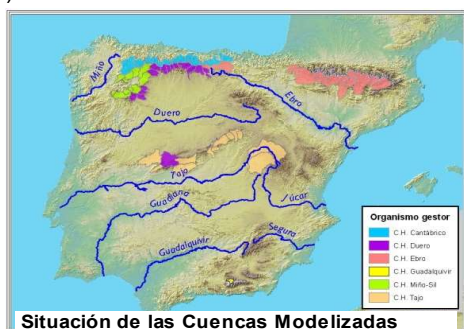 )
Miño
Duero
Ebro
Tajo
Guadiana
Júcar
Guadalquivir
Segura
Organismo gestor
C.H. Cantábrico
C.H. Duero
C.H. Ebro
C.H. Guadalquivir
C.H. Miño-Sil
C.H. Tajo
Situación de las Cuencas Modelizadas